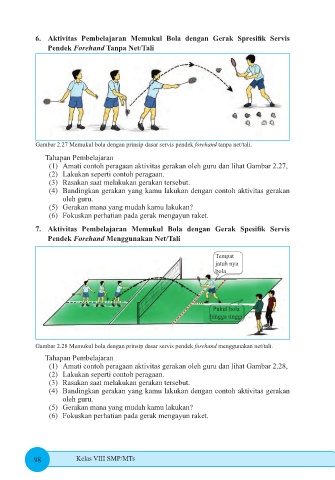 6. Aktivitas Pembelajaran Memukul Bola dengan Gerak Spresifik Servis
Pendek Forehand Tanpa Net/Tali
Gambar 2.27 Memukul bola dengan prinsip dasar servis pendek forehand tanpa net/tali.
Tahapan Pembelajaran
(1) Amati contoh peragaan aktivitas gerakan oleh guru dan lihat Gambar 2.27,
(2) Lakukan seperti contoh peragaan.
(3) Rasakan saat melakukan gerakan tersebut.
(4) Bandingkan gerakan yang kamu lakukan dengan contoh aktivitas gerakan
oleh guru.
(5) Gerakan mana yang mudah kamu lakukan?
(6) Fokuskan perhatian pada gerak mengayun raket.
7. Aktivitas Pembelajaran Memukul Bola dengan Gerak Spesifik Servis
Pendek Forehand Menggunakan Net/Tali
Tempat
jatuh nya
bola
Pukul bola
hingga tinggi
Gambar 2.28 Memukul bola dengan prinsip dasar servis pendek forehand menggunakan net/tali.
Tahapan Pembelajaran
(1) Amati contoh peragaan aktivitas gerakan oleh guru dan lihat Gambar 2.28,
(2) Lakukan seperti contoh peragaan.
(3) Rasakan saat melakukan gerakan tersebut.
(4) Bandingkan gerakan yang kamu lakukan dengan contoh aktivitas gerakan
oleh guru.
(5) Gerakan mana yang mudah kamu lakukan?
(6) Fokuskan perhatian pada gerak mengayun raket.
98 Kelas VIII SMP/MTs